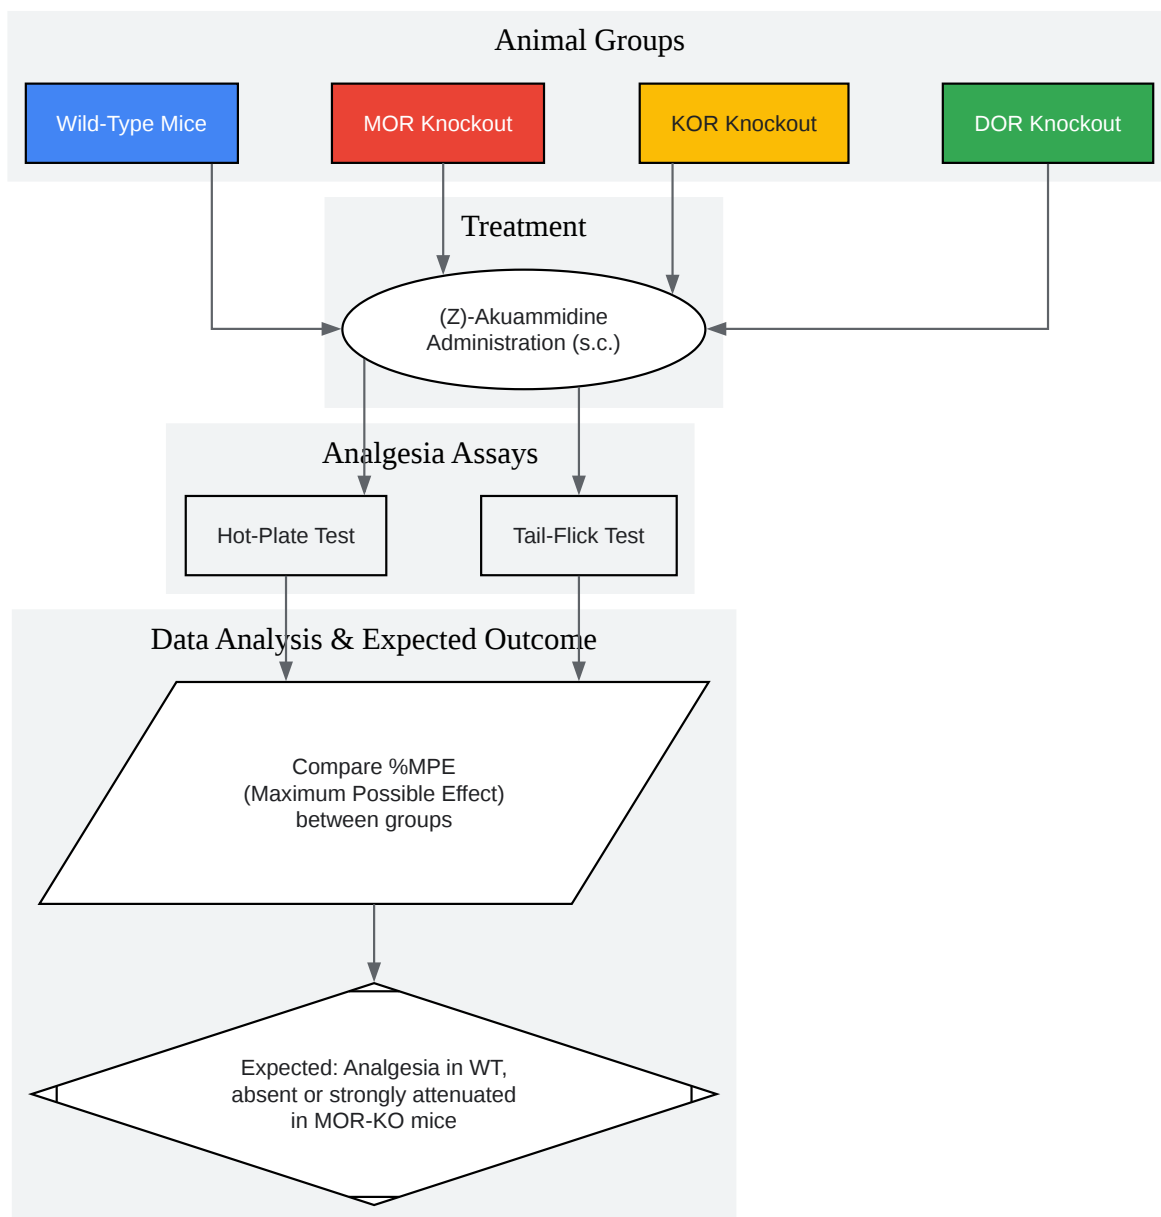 Animal Groups
Wild-Type Mice
MOR Knockout
KOR Knockout
DOR Knockout
Treatment
(Z)-Akuammidine
Administration (s.c.)
Analgesia Assays
Hot-Plate Test
Tail-Flick Test
Data Analysis & Expected Outcome
Compare %MPE
(Maximum Possible Effect)
between groups
Expected: Analgesia in WT,
absent or strongly attenuated
in MOR-KO mice